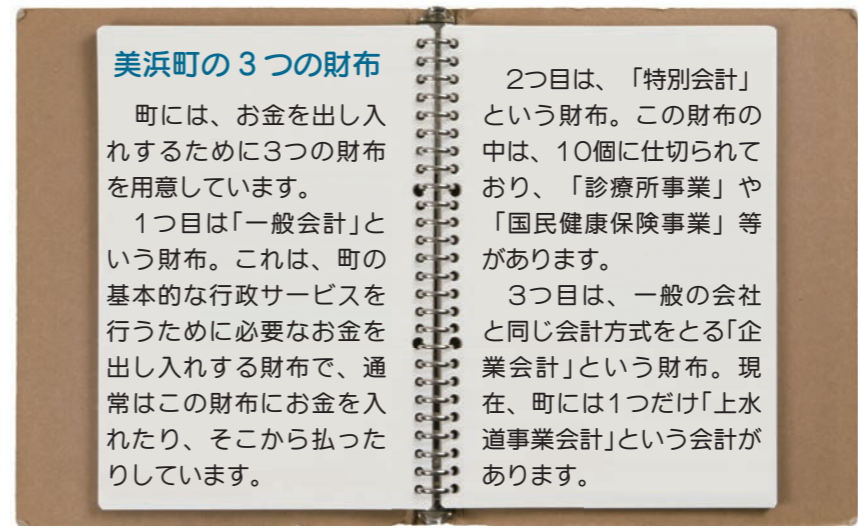 美浜町の3つの財布
　町には、お金を出し入
れするために3つの財布
を用意しています。
　1つ目は「一般会計」と
いう財布。これは、町の
基本的な行政サービスを
行うために必要なお金を
出し入れする財布で、通
常はこの財布にお金を入
れたり、そこから払った
りしています。
　2つ目は、「特別会計」
という財布。この財布の
中は、10個に仕切られて
おり、「診療所事業」や
「国民健康保険事業」等
があります。
　3つ目は、一般の会社
と同じ会計方式をとる「企
業会計」という財布。現
在、町には1つだけ「上水
道事業会計」という会計が
あります。